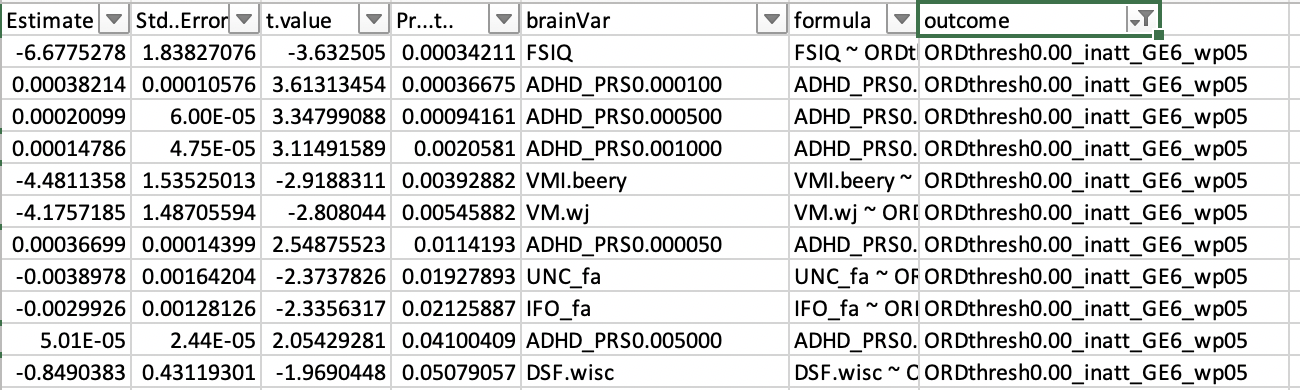 Estimate Std..Error t.value Pr...t.. brainVar formula outcome
-6.6775278 1.83827076 -3.632505 0.00034211 FSIQ FSIQ ~ ORDt ORDthresh0.00_inatt_GE6_wp05
0.00038214 0.00010576 3.61313454 0.00036675 ADHD_PRS0.000100 ADHD_PRS0. ORDthresh0.00_inatt_GE6_wp05
0.00020099 6.00E-05 3.34799088 0.00094161 ADHD_PRS0.000500 ADHD_PRS0. ORDthresh0.00_inatt_GE6_wp05
0.00014786 4.75E-05 3.11491589 0.0020581 ADHD_PRS0.001000 ADHD_PRS0. ORDthresh0.00_inatt_GE6_wp05
-4.4811358 1.53525013 -2.9188311 0.00392882 VMI.beery VMI.beery ~ ORDthresh0.00_inatt_GE6_wp05
-4.1757185 1.48705594 -2.808044 0.00545882 VM.wj VM.wj ~ ORD ORDthresh0.00_inatt_GE6_wp05
0.00036699 0.00014399 2.54875523 0.0114193 ADHD_PRS0.000050 ADHD_PRS0. ORDthresh0.00_inatt_GE6_wp05
-0.0038978 0.00164204 -2.3737826 0.01927893 UNC_fa UNC_fa ~ OR ORDthresh0.00_inatt_GE6_wp05
-0.0029926 0.00128126 -2.3356317 0.02125887 IFO_fa IFO_fa ~ ORI ORDthresh0.00_inatt_GE6_wp05
5.01E-05 2.44E-05 2.05429281 0.04100409 ADHD_PRS0.005000 ADHD_PRS0. ORDthresh0.00_inatt_GE6_wp05
-0.8490383 0.43119301 -1.9690448 0.05079057 DSF.wisc DSF.wisc ~ O ORDthresh0.00_inatt_GE6_wp05